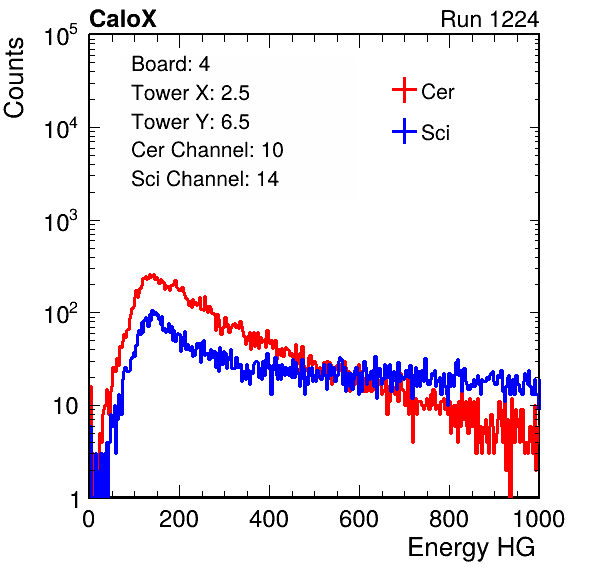 CaloX Run 1224
Counts
10^5
10^4
10^3
10^2
10
1
Board: 4
Tower X: 2.5
Tower Y: 6.5
Cer Channel: 10
Sci Channel: 14
Cer
Sci
0 200 400 600 800 1000
Energy HG